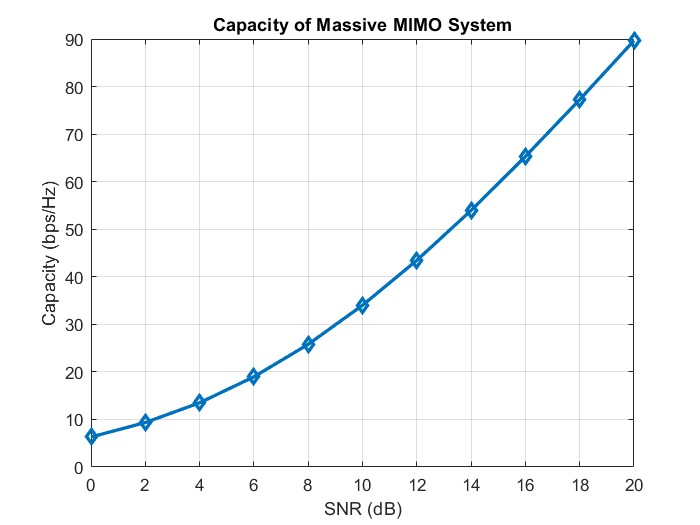 Capacity of Massive MIMO System
90
80
70
60
50
40
30
20
10
0
Capacity (bps/Hz)
0 2 4 6 8 10 12 14 16 18 20
SNR (dB)